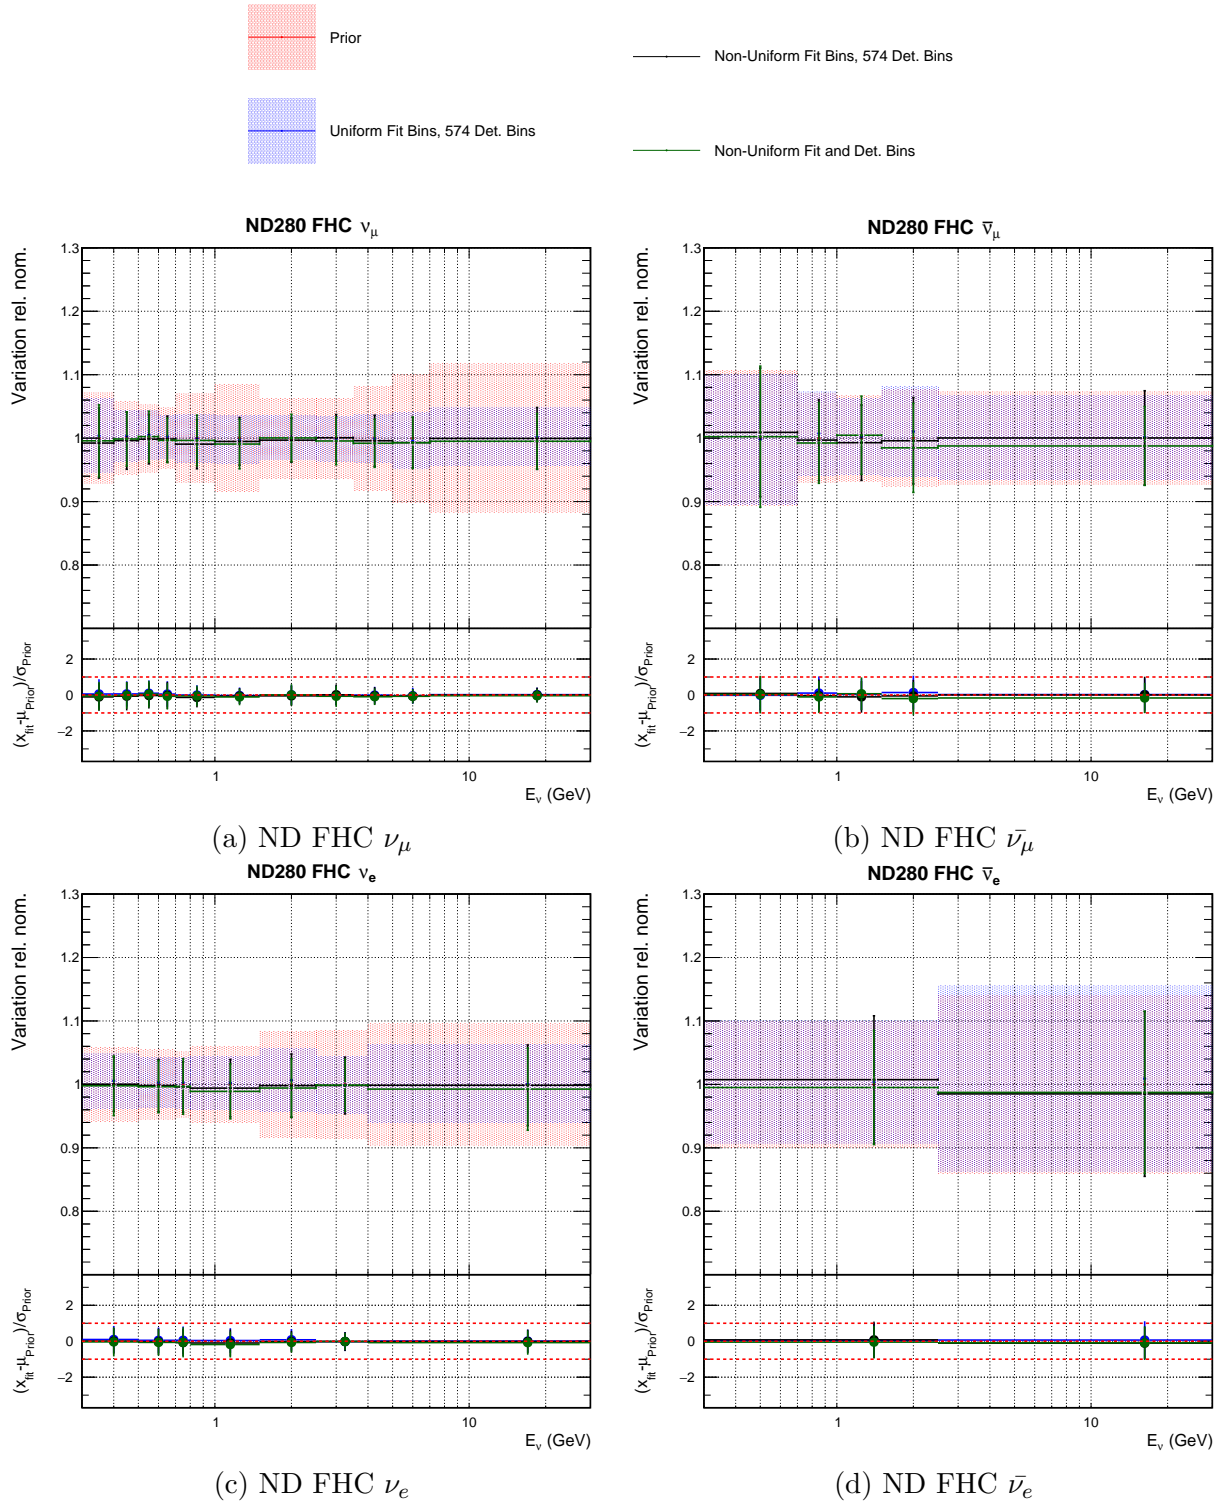 Prior
Non-Uniform Fit Bins, 574 Det. Bins
Uniform Fit Bins, 574 Det. Bins
Non-Uniform Fit and Det. Bins
ND280 FHC ν_μ
Variation rel. nom.
1.3
1.2
1.1
1
0.9
0.8
(x_fit-μ_Prior)/σ_Prior
2
0
−2
1
10
E_ν (GeV)
(a) ND FHC ν_μ
ND280 FHC ν̅_μ
Variation rel. nom.
1.3
1.2
1.1
1
0.9
0.8
(x_fit-μ_Prior)/σ_Prior
2
0
−2
1
10
E_ν (GeV)
(b) ND FHC ν̄_μ
ND280 FHC ν_e
Variation rel. nom.
1.3
1.2
1.1
1
0.9
0.8
(x_fit-μ_Prior)/σ_Prior
2
0
−2
1
10
E_ν (GeV)
(c) ND FHC ν_e
ND280 FHC ν̅_e
Variation rel. nom.
1.3
1.2
1.1
1
0.9
0.8
(x_fit-μ_Prior)/σ_Prior
2
0
−2
1
10
E_ν (GeV)
(d) ND FHC ν̄_e